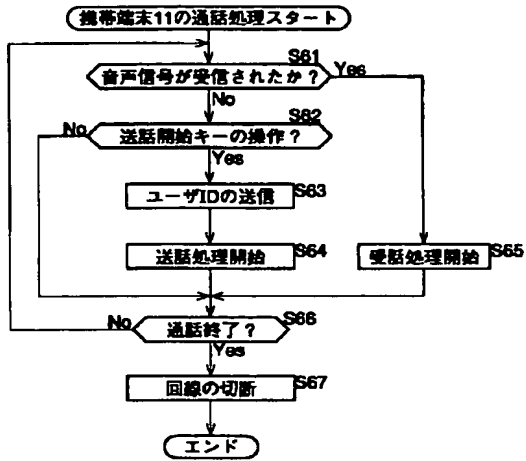 携帯端末11の通話処理スタート
S61
音声信号が受信されたか？
Yes
No
S62
No
送話開始キーの操作？
Yes
S63
ユーザIDの送信
送話処理開始
S64
受話処理開始
S65
No
通話終了？
S66
Yes
回線の切断
S67
エンド